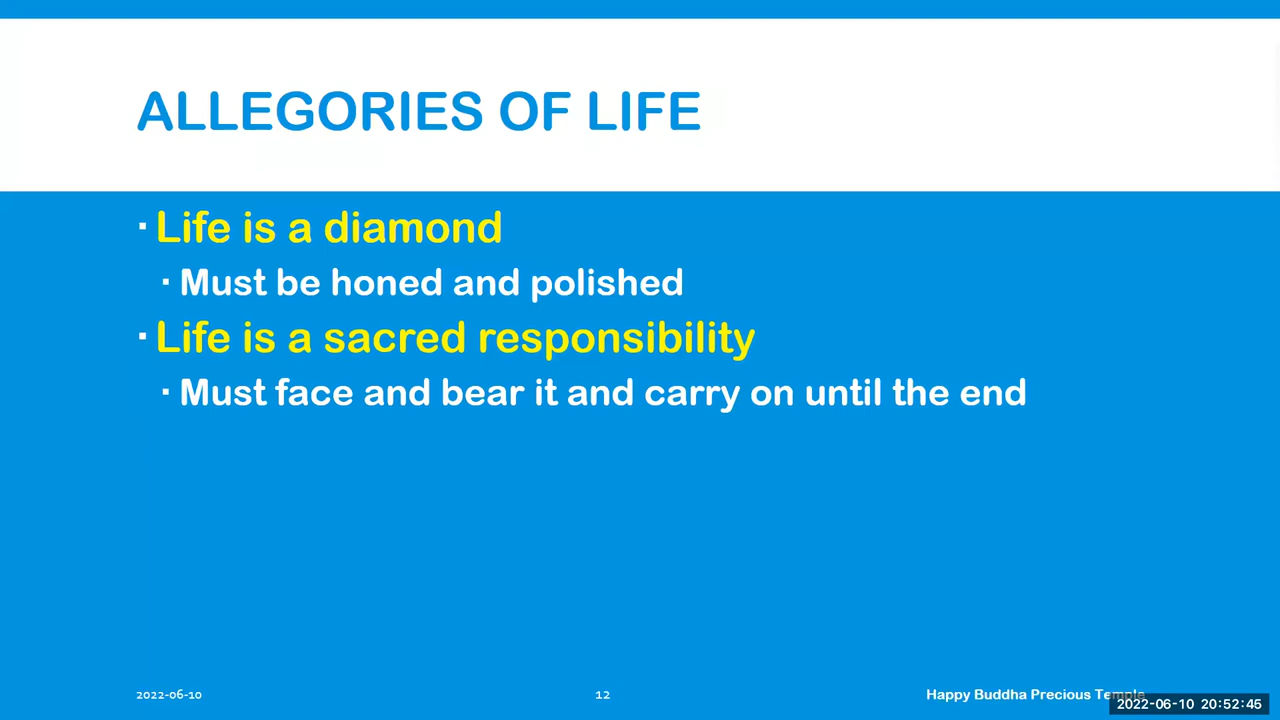 ALLEGORIES OF LIFE
▪ Life is a diamond
▪ Must be honed and polished
▪ Life is a sacred responsibility
▪ Must face and bear it and carry on until the end
2022-06-10
12
Happy Buddha Precious Temple
2022-06-10 20:52:45